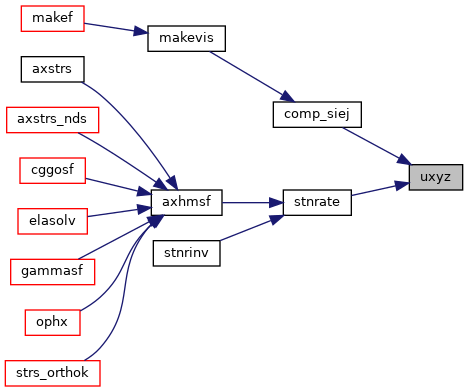 makef
makevis
axstrs
comp_siej
axstrs_nds
cggosf
uxyz
axhmsf
stnrate
elasolv
stnrinv
gammasf
ophx
strs_orthok